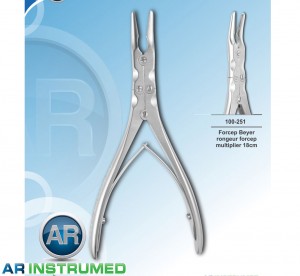 100-251
Forcep Beyer
rongeur forcep
multiplier 18cm
AR
AR INSTRUMED